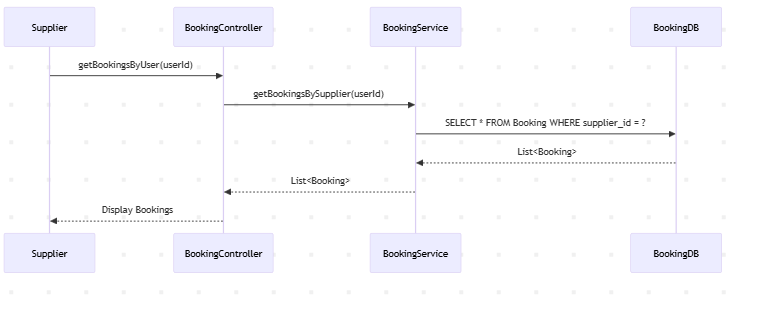 Supplier
BookingController
BookingService
BookingDB
getBookingsByUser(userId)
getBookingsBySupplier(userId)
SELECT * FROM Booking WHERE supplier_id = ?
List<Booking>
List<Booking>
Display Bookings
Supplier
BookingController
BookingService
BookingDB